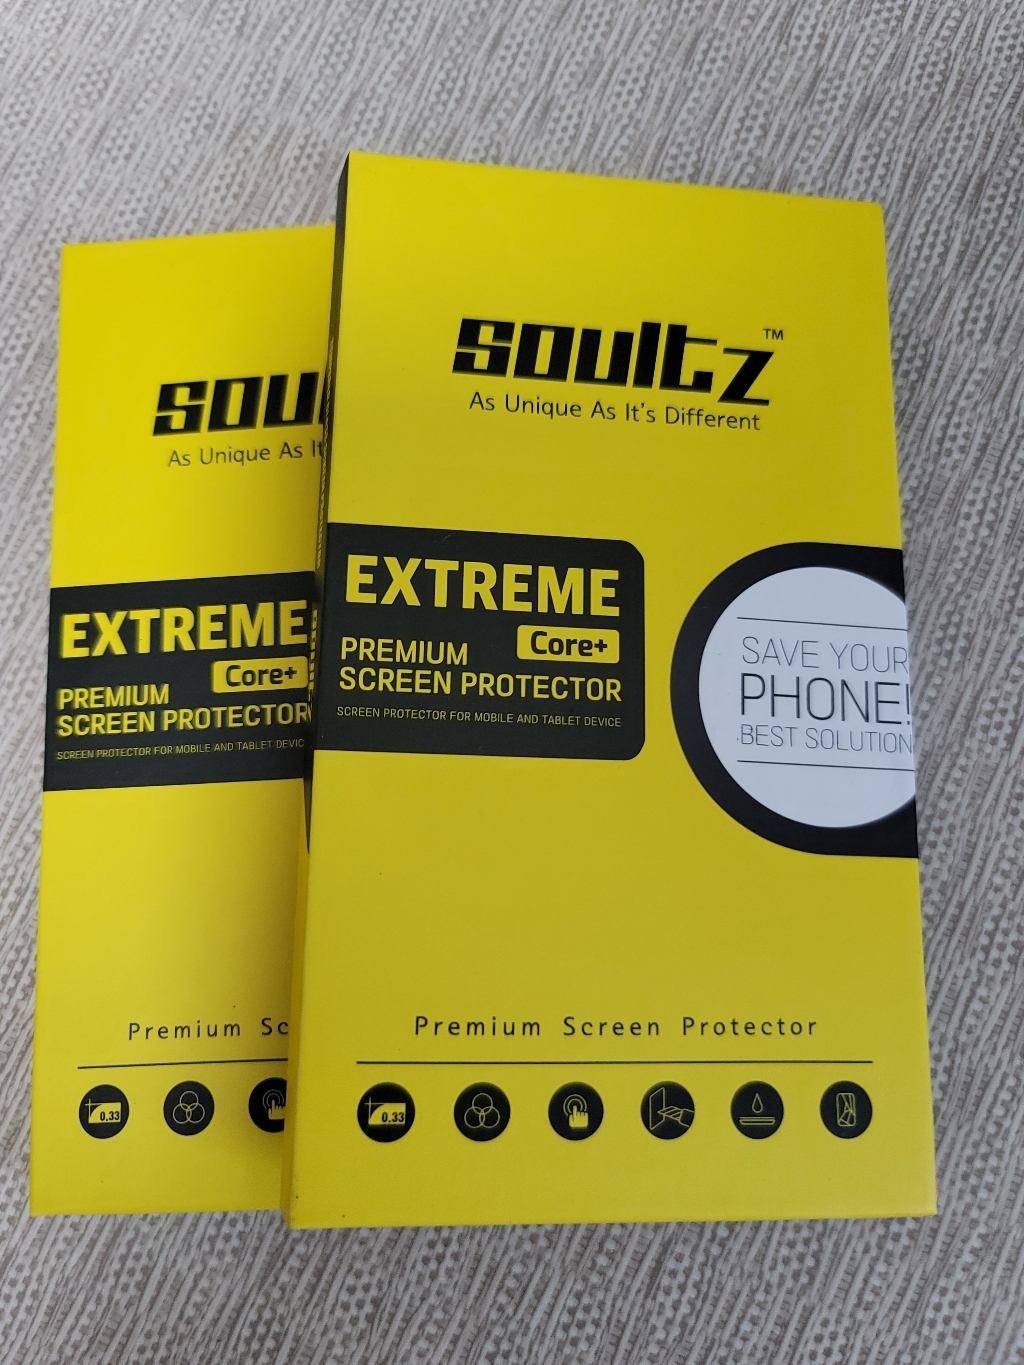 soultz™
As Unique As It's Different
EXTREME
Core+
PREMIUM
SCREEN PROTECTOR
SCREEN PROTECTOR FOR MOBILE AND TABLET DEVICE
SAVE YOUR
PHONE!
BEST SOLUTION
Premium Screen Protector
0.33
soul
As Unique As It
EXTREME
Core+
PREMIUM
SCREEN PROTECTOR
SCREEN PROTECTOR FOR MOBILE AND TABLET DEVIC
Premium Sc
0.33